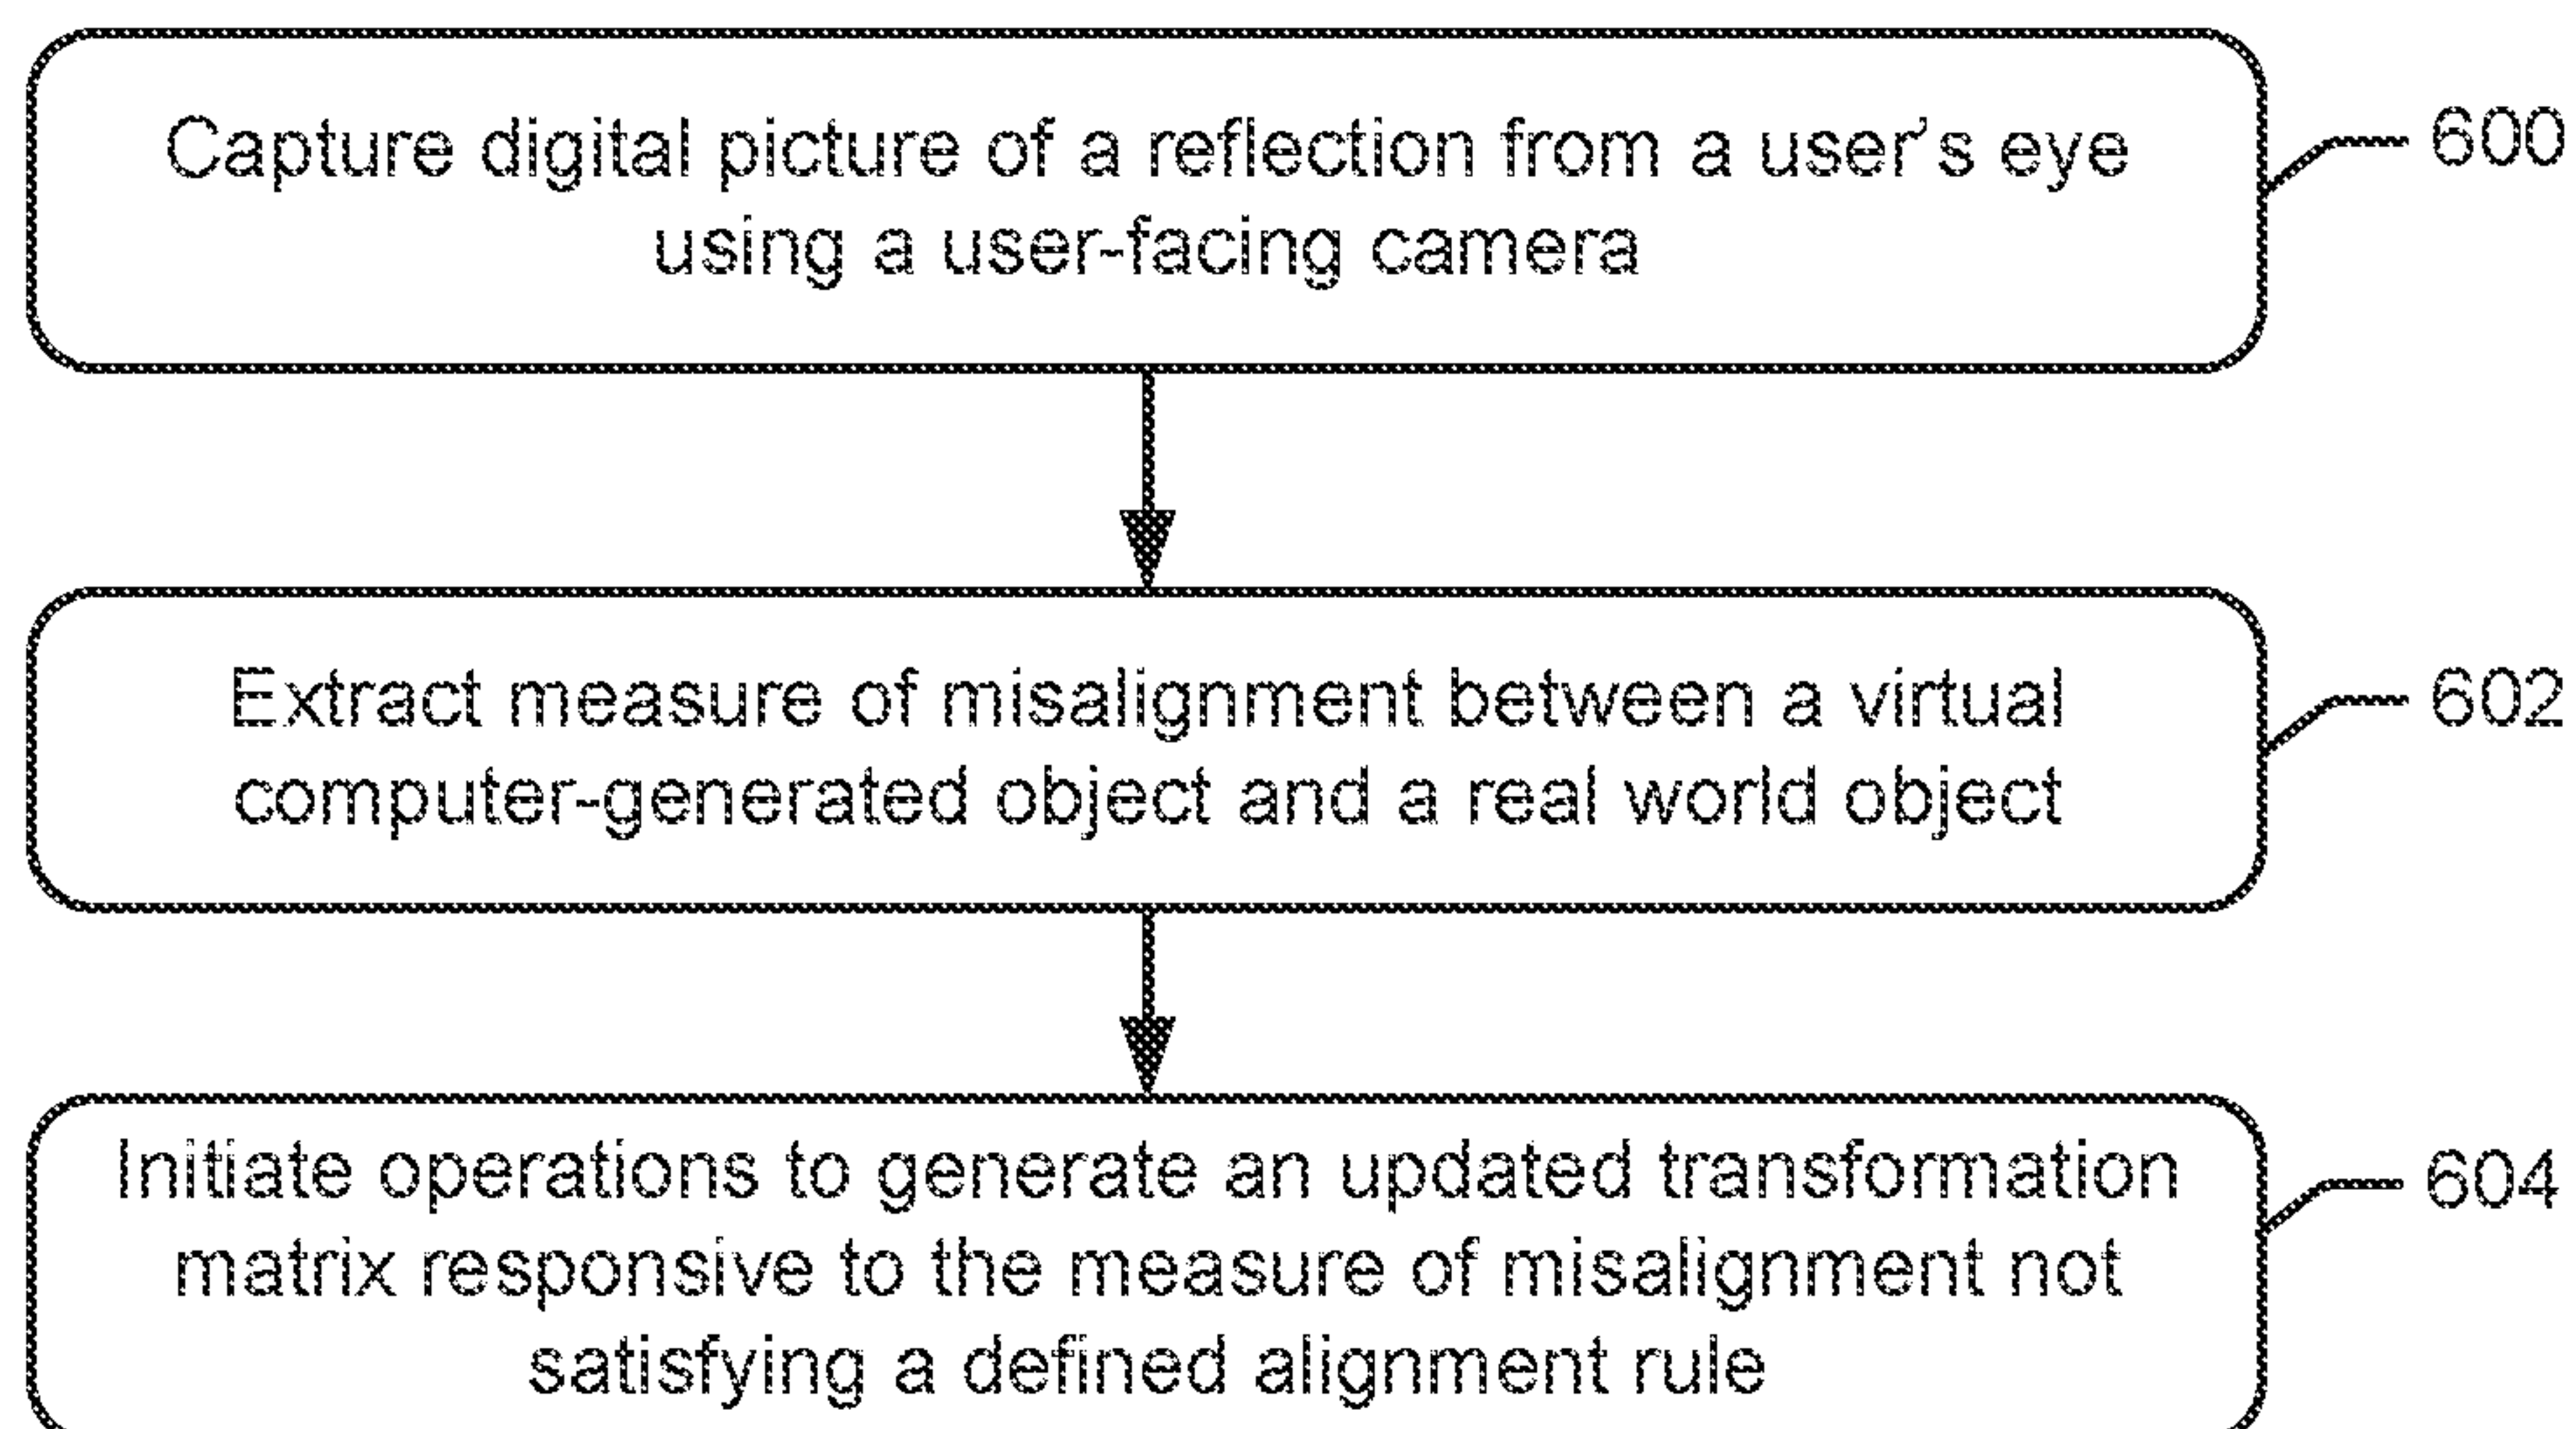 Capture digital picture of a reflection from a user's eye
using a user-facing camera
600
Extract measure of misalignment between a virtual
computer-generated object and a real world object
602
Initiate operations to generate an updated transformation
matrix responsive to the measure of misalignment not
satisfying a defined alignment rule
604